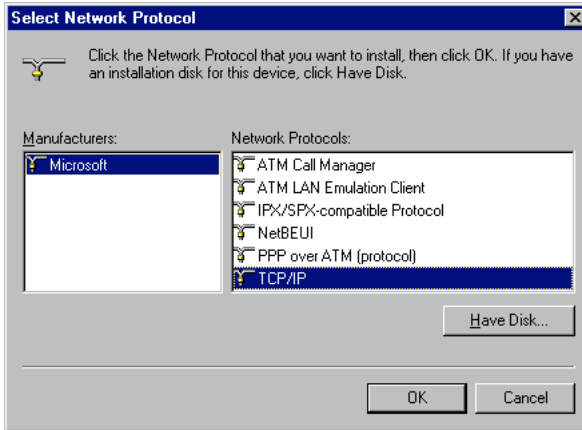 Select Network Protocol
Click the Network Protocol that you want to install, then click OK. If you have
an installation disk for this device, click Have Disk.
Manufacturers:
Microsoft
Network Protocols:
ATM Call Manager
ATM LAN Emulation Client
IPX/SPX-compatible Protocol
NetBEUI
PPP over ATM (protocol)
TCP/IP
Have Disk...
OK
Cancel